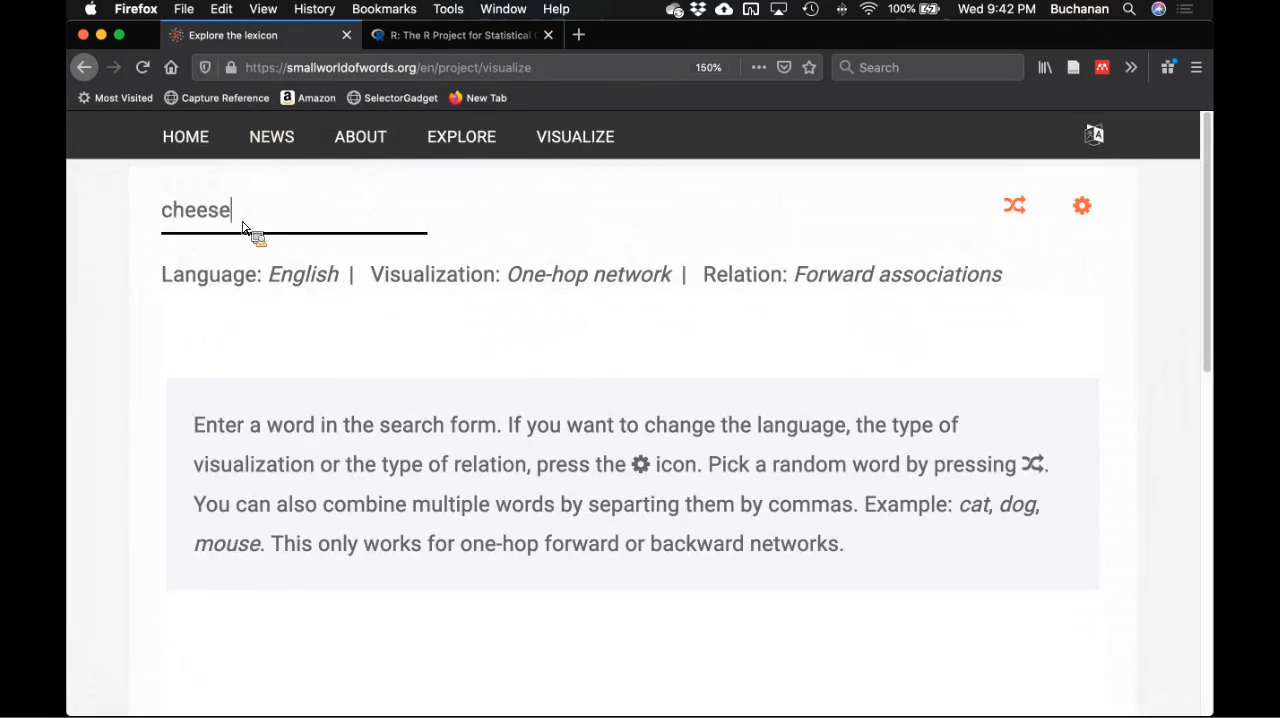 Firefox File Edit View History Bookmarks Tools Window Help 100% Wed 9:42 PM Buchanan
Explore the lexicon R: The R Project for Statistical C
https://smallworldofwords.org/en/project/visualize 150% Search
Most Visited Capture Reference Amazon SelectorGadget New Tab
HOME NEWS ABOUT EXPLORE VISUALIZE
cheese
Language: English | Visualization: One-hop network | Relation: Forward associations
Enter a word in the search form. If you want to change the language, the type of
visualization or the type of relation, press the icon. Pick a random word by pressing .
You can also combine multiple words by separting them by commas. Example: cat, dog,
mouse. This only works for one-hop forward or backward networks.